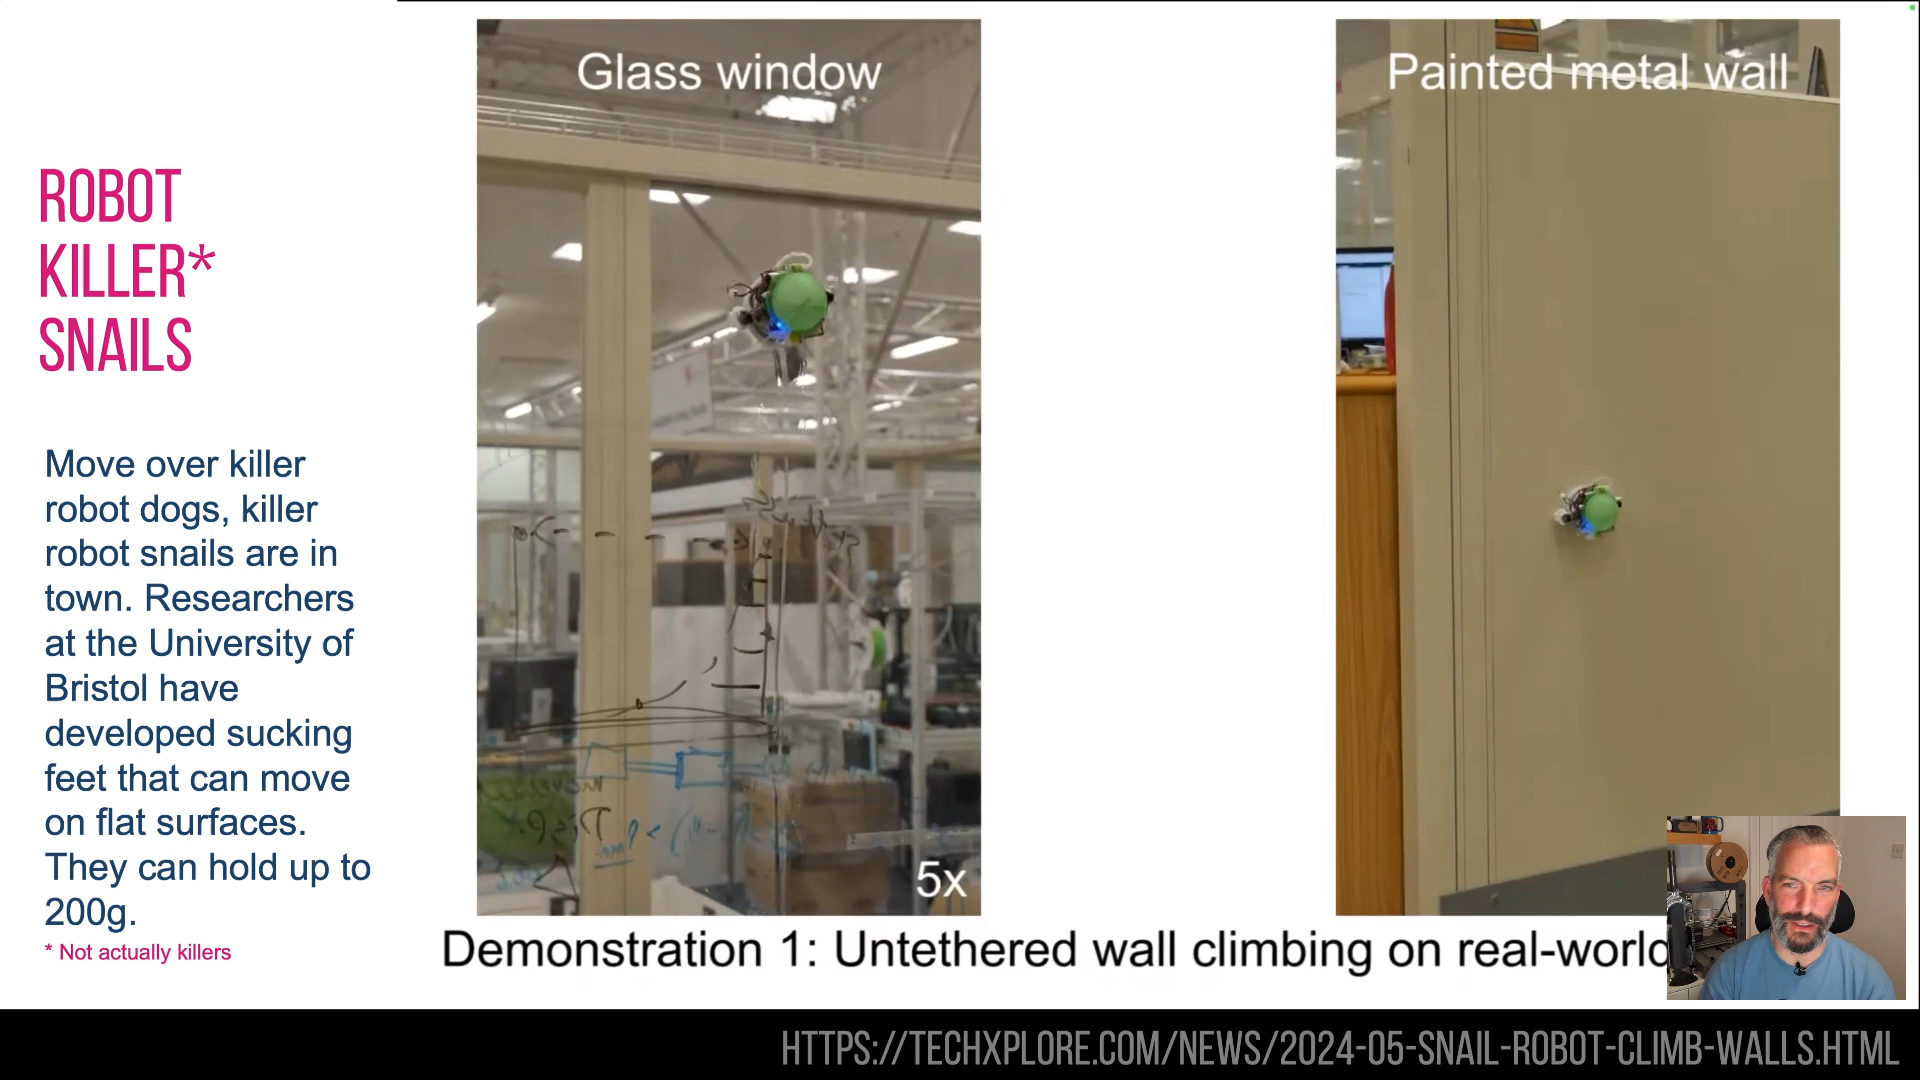 Glass window
Painted metal wall
ROBOT
KILLER*
SNAILS
Move over killer
robot dogs, killer
robot snails are in
town. Researchers
at the University of
Bristol have
developed sucking
feet that can move
on flat surfaces.
They can hold up to
200g.
* Not actually killers
5x
Demonstration 1: Untethered wall climbing on real-world
HTTPS://TECHXPLORE.COM/NEWS/2024-05-SNAIL-ROBOT-CLIMB-WALLS.HTML